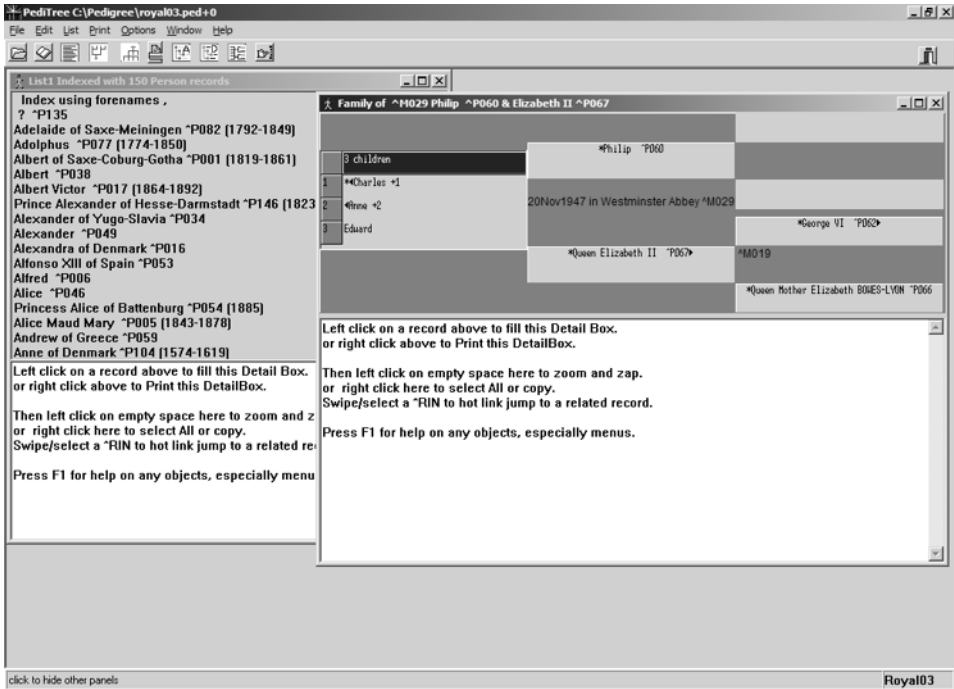 PediTree C:\Pedigree\royal03.ped+0
File Edit List Print Options Window Help
List1 Indexed with 150 Person records
Index using forenames ,
? ^P135
Adelaide of Saxe-Meiningen ^P082 (1792-1849)
Adolphus ^P077 (1774-1850)
Albert of Saxe-Coburg-Gotha ^P001 (1819-1861)
Albert ^P038
Albert Victor ^P017 (1864-1892)
Prince Alexander of Hesse-Darmstadt ^P146 (1823
Alexander of Yugo-Slavia ^P034
Alexander ^P049
Alexandra of Denmark ^P016
Alfonso XIII of Spain ^P053
Alfred ^P006
Alice ^P046
Princess Alice of Battenburg ^P054 (1885)
Alice Maud Mary ^P005 (1843-1878)
Andrew of Greece ^P059
Anne of Denmark ^P104 (1574-1619)
Left click on a record above to fill this Detail Box.
or right click above to Print this DetailBox.
Then left click on empty space here to zoom and z
or right click here to select All or copy.
Swipe/select a ^RIN to hot link jump to a related re
Press F1 for help on any objects, especially menu
Family of ^M029 Philip ^P060 & Elizabeth II ^P067
3 children
1 *◂Charles +1
2 ◂Anne +2
3 Edward
*Philip ^P060
20Nov1947 in Westminster Abbey ^M029
*Queen Elizabeth II ^P067▸
*George VI ^P062▸
^M019
*Queen Mother Elizabeth BOWES-LYON ^P066
Left click on a record above to fill this Detail Box.
or right click above to Print this DetailBox.
Then left click on empty space here to zoom and zap.
or right click here to select All or copy.
Swipe/select a ^RIN to hot link jump to a related record.
Press F1 for help on any objects, especially menus.
click to hide other panels
Royal03